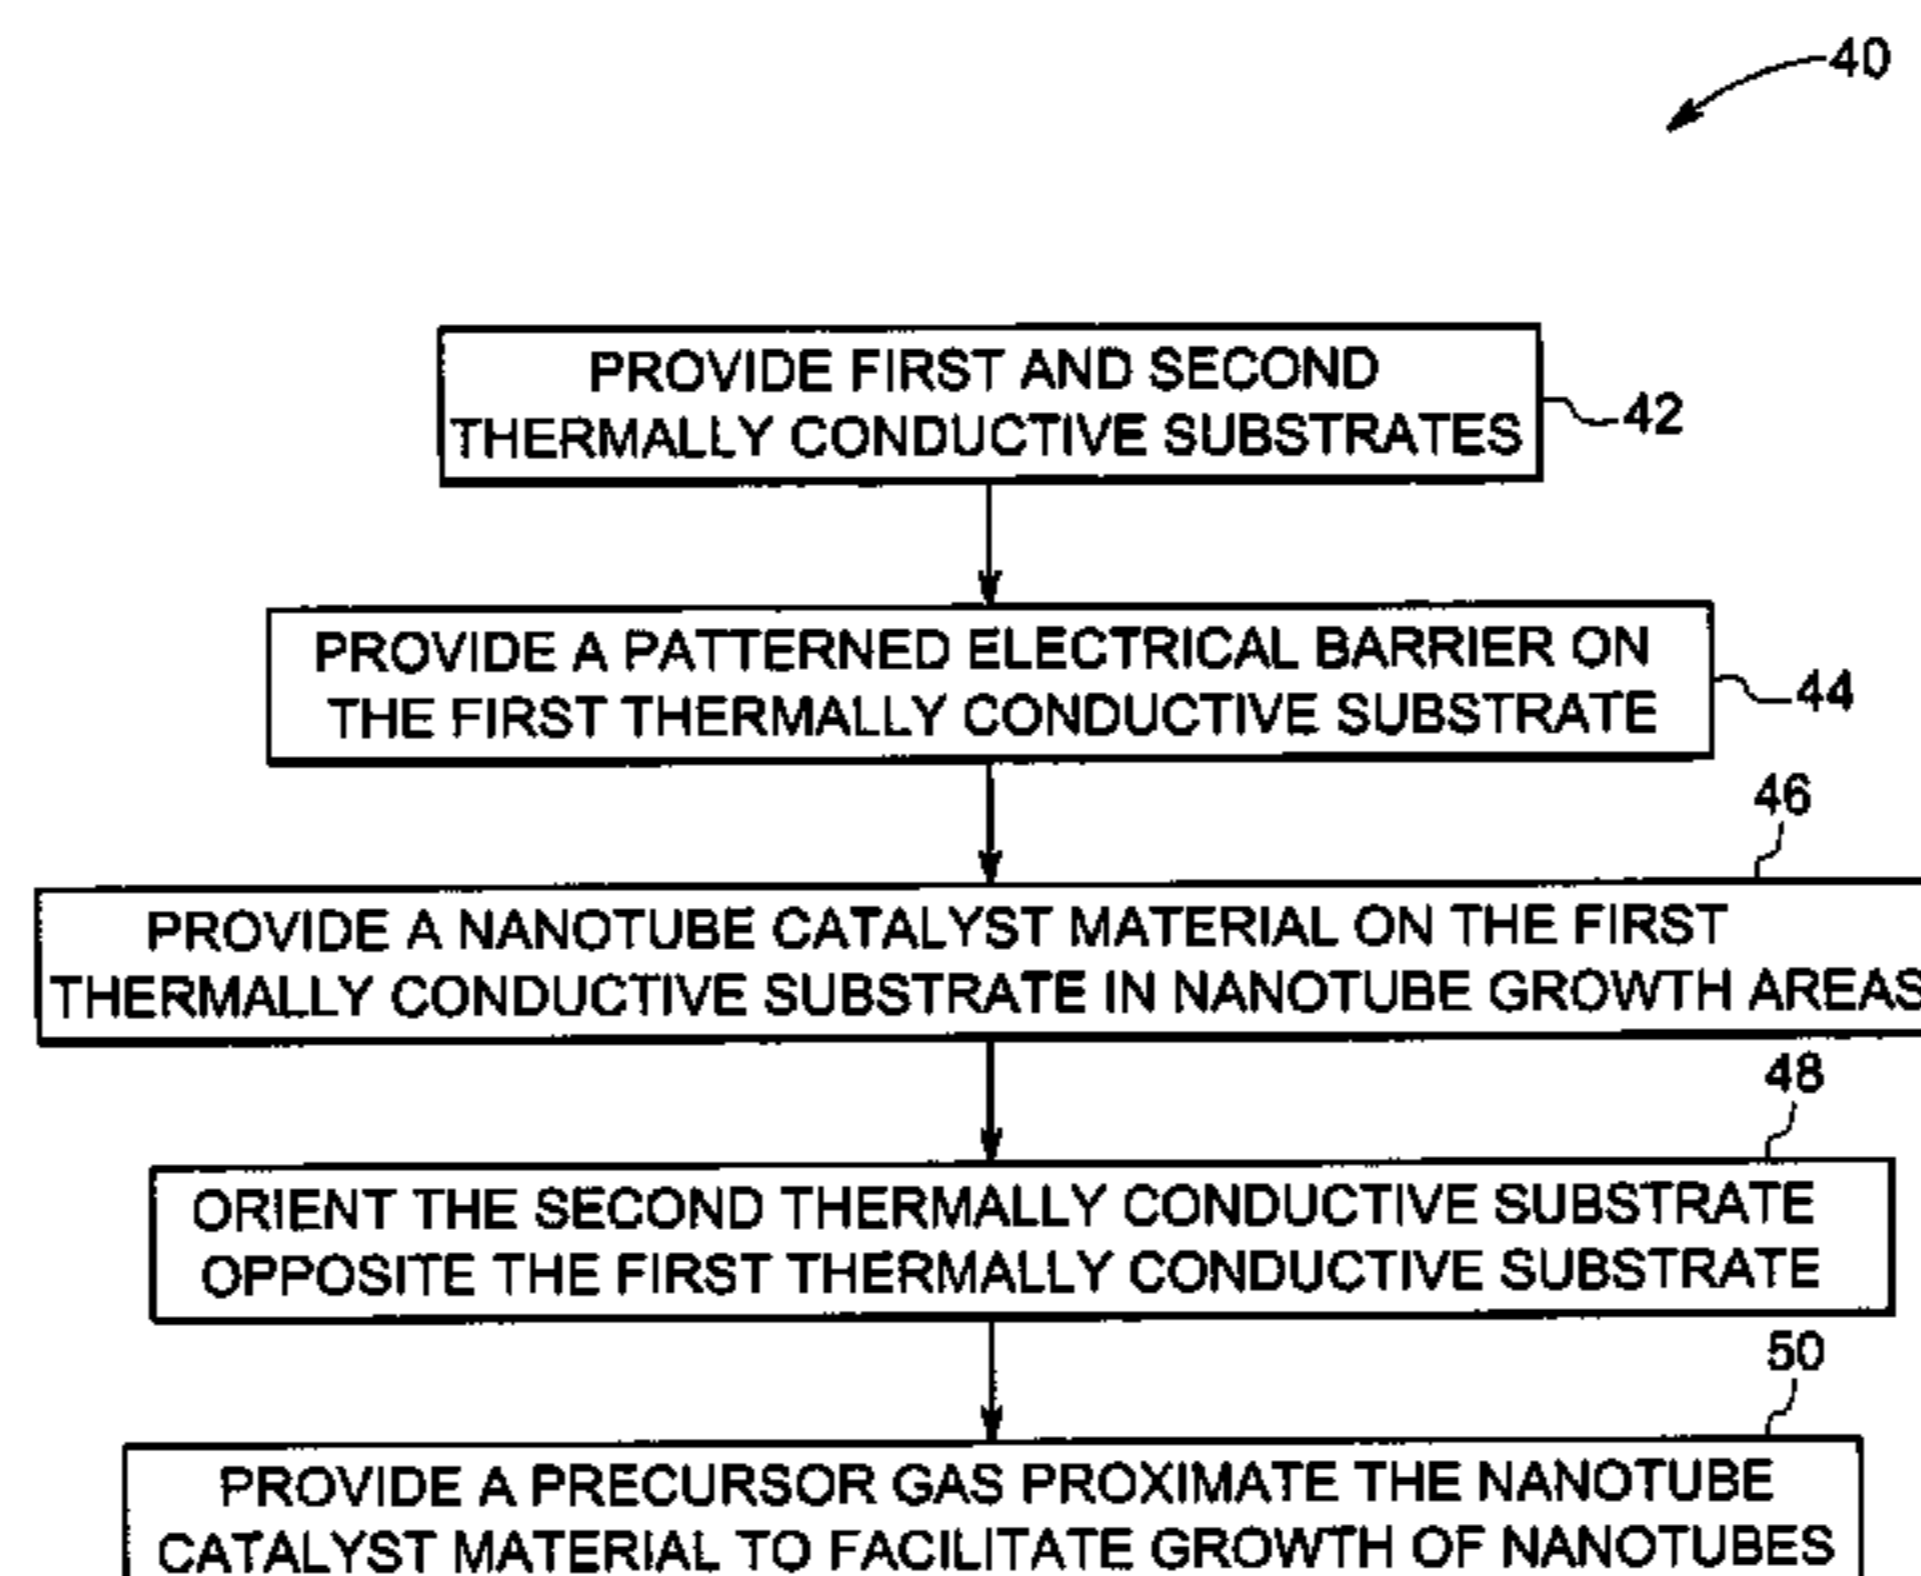 40
PROVIDE FIRST AND SECOND
THERMALLY CONDUCTIVE SUBSTRATES
42
PROVIDE A PATTERNED ELECTRICAL BARRIER ON
THE FIRST THERMALLY CONDUCTIVE SUBSTRATE
44
46
PROVIDE A NANOTUBE CATALYST MATERIAL ON THE FIRST
THERMALLY CONDUCTIVE SUBSTRATE IN NANOTUBE GROWTH AREAS
48
ORIENT THE SECOND THERMALLY CONDUCTIVE SUBSTRATE
OPPOSITE THE FIRST THERMALLY CONDUCTIVE SUBSTRATE
50
PROVIDE A PRECURSOR GAS PROXIMATE THE NANOTUBE
CATALYST MATERIAL TO FACILITATE GROWTH OF NANOTUBES